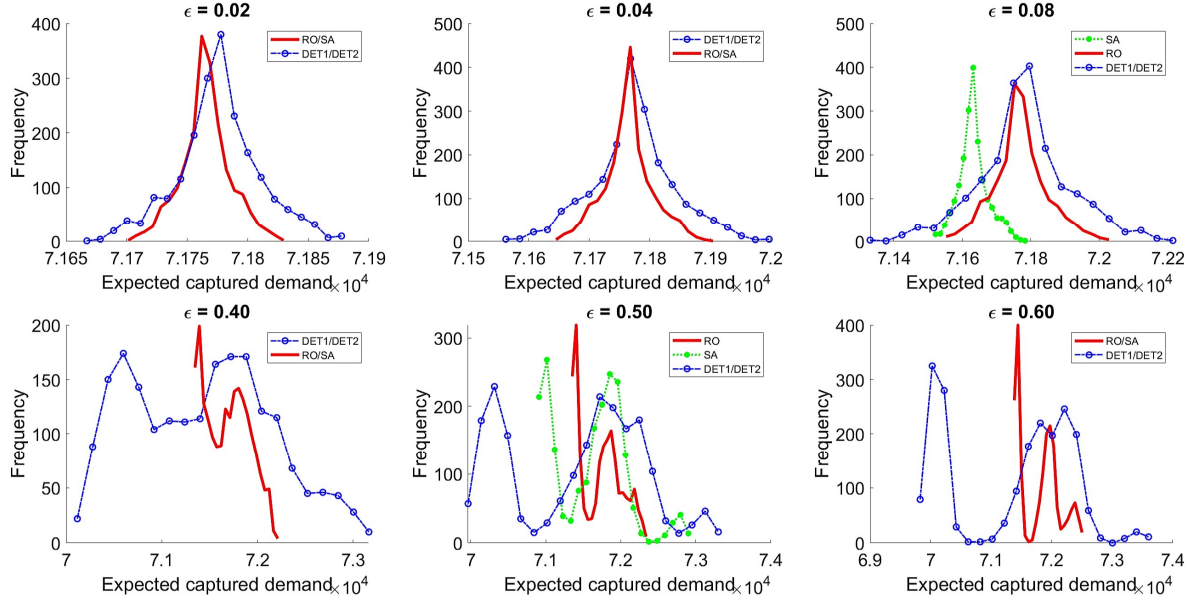 ϵ = 0.02
400
300
200
100
0
Frequency
7.165 7.17 7.175 7.18 7.185 7.19
Expected captured demand ×10^4
RO/SA
DET1/DET2
ϵ = 0.04
500
400
300
200
100
0
Frequency
7.15 7.16 7.17 7.18 7.19 7.2
Expected captured demand ×10^4
DET1/DET2
RO/SA
ϵ = 0.08
500
400
300
200
100
0
Frequency
7.14 7.16 7.18 7.2 7.22
Expected captured demand ×10^4
SA
RO
DET1/DET2
ϵ = 0.40
200
150
100
50
0
Frequency
7 7.1 7.2 7.3
Expected captured demand ×10^4
DET1/DET2
RO/SA
ϵ = 0.50
300
200
100
0
Frequency
7 7.1 7.2 7.3 7.4
Expected captured demand ×10^4
RO
SA
DET1/DET2
ϵ = 0.60
400
300
200
100
0
Frequency
6.9 7 7.1 7.2 7.3 7.4
Expected captured demand ×10^4
RO/SA
DET1/DET2